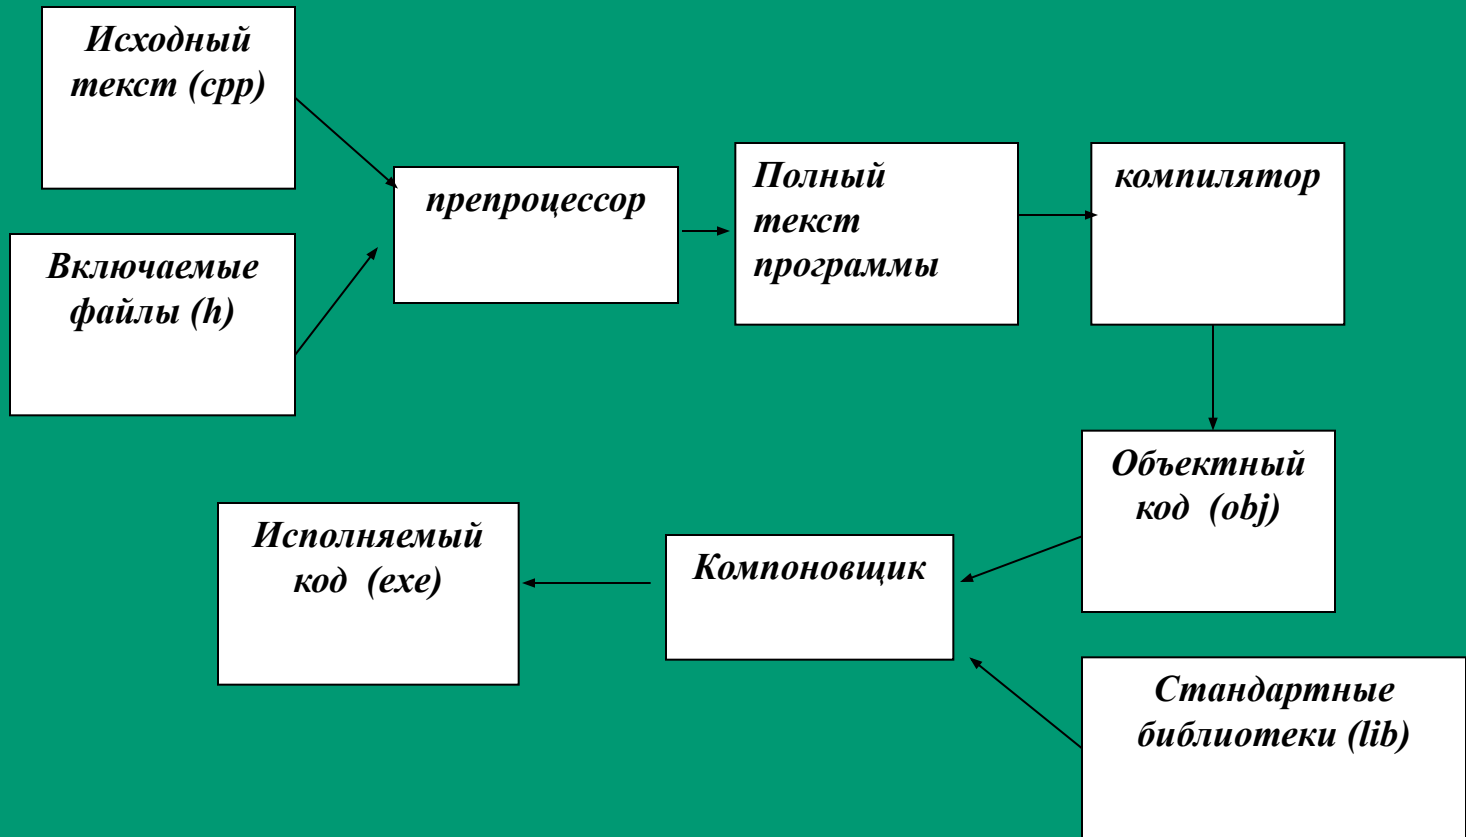 Исходный
текст (cpp)
Включаемые
файлы (h)
препроцессор
Полный
текст
программы
компилятор
Объектный
код (obj)
Стандартные
библиотеки (lib)
Компоновщик
Исполняемый
код (exe)